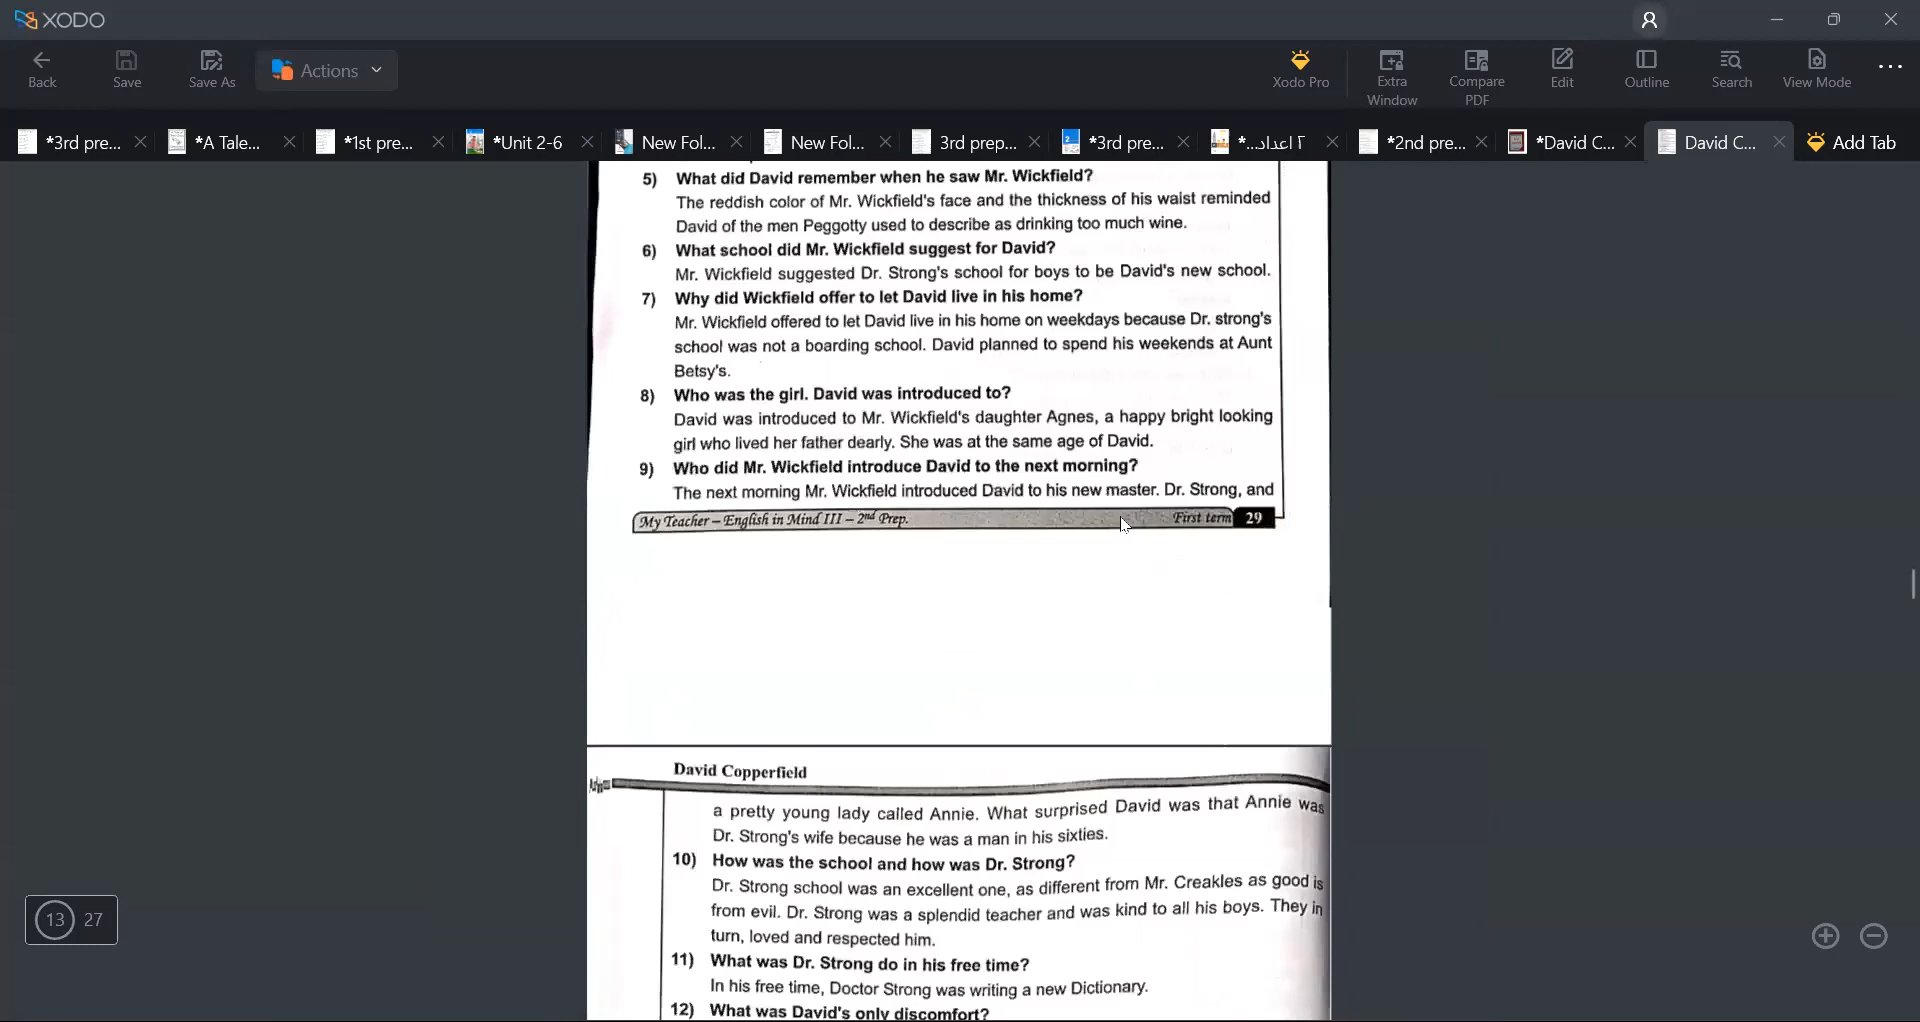 XODO
Back
Save
Save As
Actions
Xodo Pro
Extra Window
Compare PDF
Edit
Outline
Search
View Mode
*3rd pre...
*A Tale...
*1st pre...
*Unit 2-6
New Fol...
New Fol...
3rd prep...
*3rd pre...
*...٢ اعداد
*2nd pre...
*David C...
David C...
Add Tab
5) What did David remember when he saw Mr. Wickfield?
The reddish color of Mr. Wickfield's face and the thickness of his waist reminded
David of the men Peggotty used to describe as drinking too much wine.
6) What school did Mr. Wickfield suggest for David?
Mr. Wickfield suggested Dr. Strong's school for boys to be David's new school.
7) Why did Wickfield offer to let David live in his home?
Mr. Wickfield offered to let David live in his home on weekdays because Dr. strong's
school was not a boarding school. David planned to spend his weekends at Aunt
Betsy's.
8) Who was the girl. David was introduced to?
David was introduced to Mr. Wickfield's daughter Agnes, a happy bright looking
girl who lived her father dearly. She was at the same age of David.
9) Who did Mr. Wickfield introduce David to the next morning?
The next morning Mr. Wickfield introduced David to his new master. Dr. Strong, and
My Teacher – English in Mind III – 2nd Prep. First term 29
David Copperfield
a pretty young lady called Annie. What surprised David was that Annie was
Dr. Strong's wife because he was a man in his sixties.
10) How was the school and how was Dr. Strong?
Dr. Strong school was an excellent one, as different from Mr. Creakles as good is
from evil. Dr. Strong was a splendid teacher and was kind to all his boys. They in
turn, loved and respected him.
11) What was Dr. Strong do in his free time?
In his free time, Doctor Strong was writing a new Dictionary.
12) What was David's only discomfort?
13 27